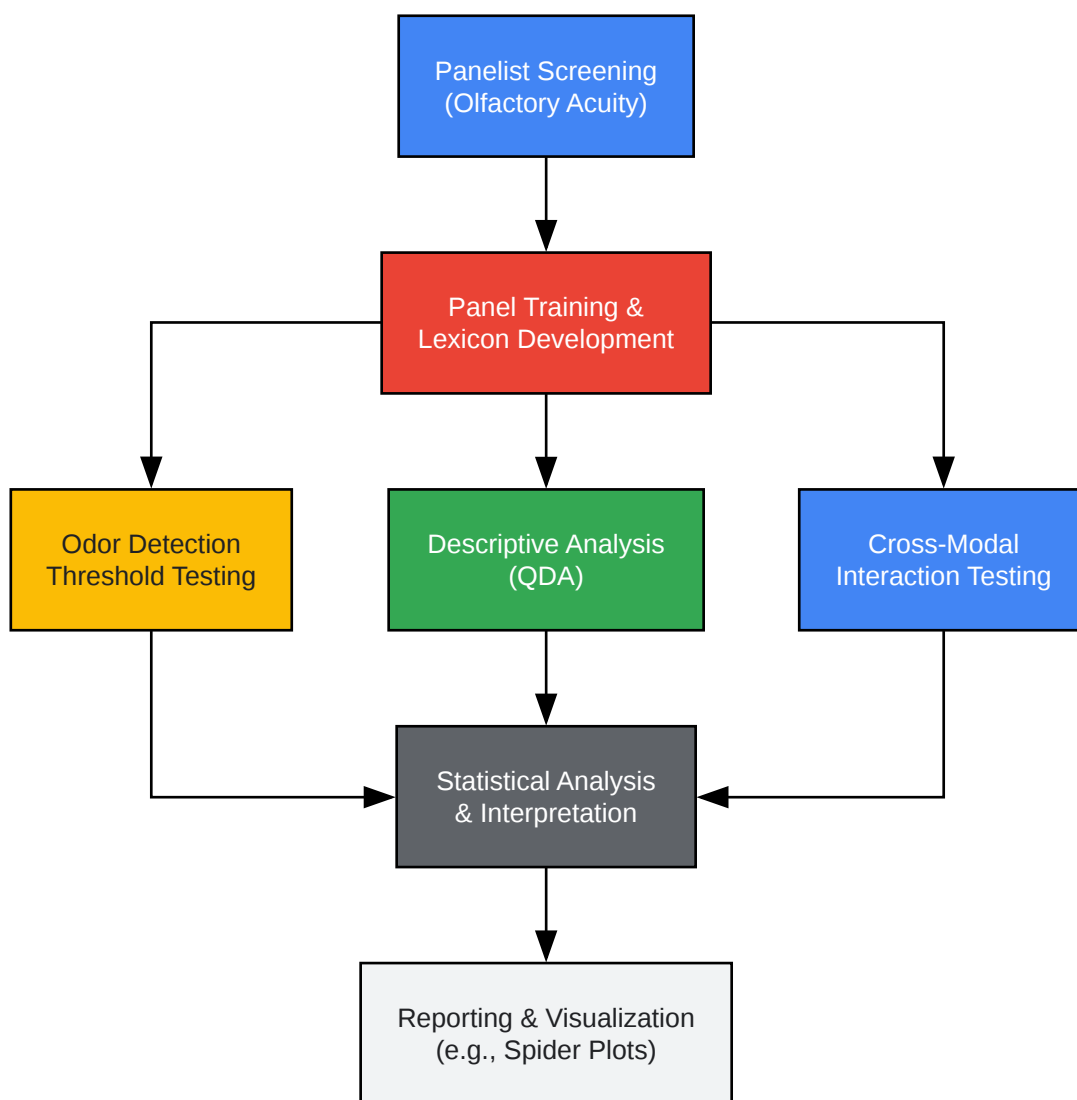 Panelist Screening
(Olfactory Acuity)
Panel Training &
Lexicon Development
Odor Detection
Threshold Testing
Descriptive Analysis
(QDA)
Cross-Modal
Interaction Testing
Statistical Analysis
& Interpretation
Reporting & Visualization
(e.g., Spider Plots)